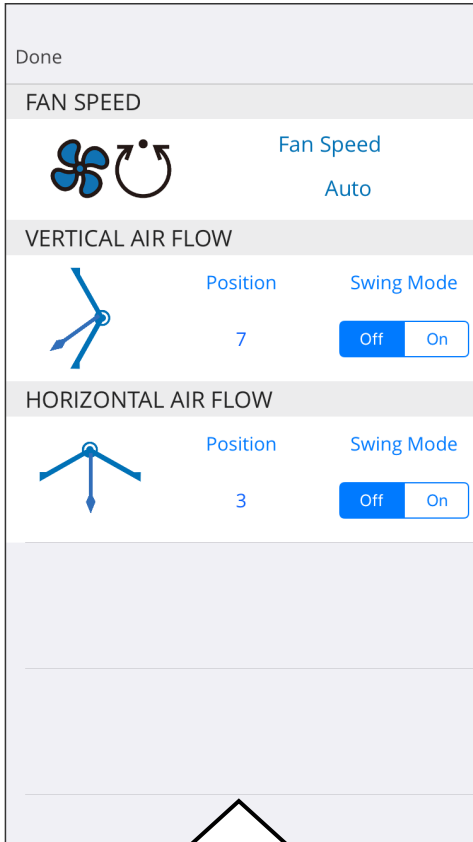 Done
FAN SPEED
Fan Speed
Auto
VERTICAL AIR FLOW
Position Swing Mode
7 Off On
HORIZONTAL AIR FLOW
Position Swing Mode
3 Off On